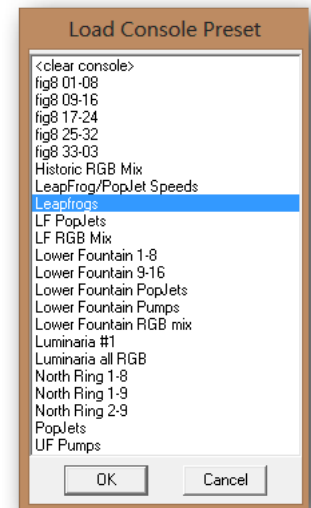 Load Console Preset
<clear console>
fig8 01-08
fig8 09-16
fig8 17-24
fig8 25-32
fig8 33-03
Historic RGB Mix
LeapFrog/PopJet Speeds
Leapfrogs
LF PopJets
LF RGB Mix
Lower Fountain 1-8
Lower Fountain 9-16
Lower Fountain PopJets
Lower Fountain Pumps
Lower Fountain RGB mix
Luminaria #1
Luminaria all RGB
North Ring 1-8
North Ring 1-9
North Ring 2-9
PopJets
UF Pumps
OK Cancel